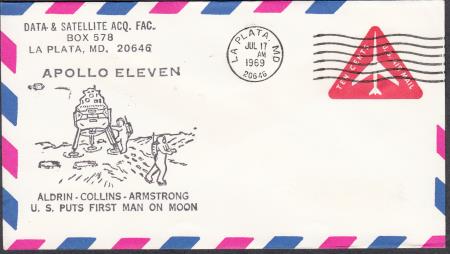 DATA & SATELLITE ACQ. FAC.
BOX 578
LA PLATA, MD. 20646
APOLLO ELEVEN
ALDRIN - COLLINS - ARMSTRONG
U. S. PUTS FIRST MAN ON MOON
LA PLATA, MD
JUL 17
AM
1969
20646
TEN CENTS
U.S. AIR MAIL